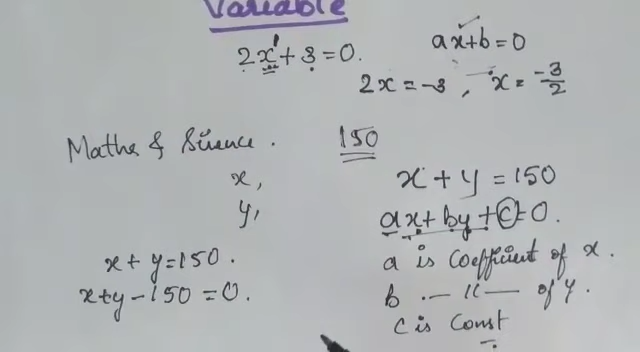 Variable
2x¹ + 3 = 0.
ax+b = 0
2x = -3 , x = -3/2
Maths & Science .
150
x,
x + y = 150
y,
ax + by + c = 0.
x + y = 150 .
a is coefficient of x .
x+y - 150 = 0 .
b -- 〃 -- of y .
c is const